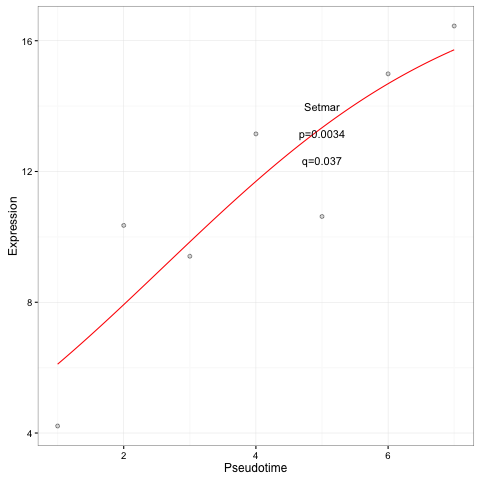 16
12
8
4
Expression
Setmar
p=0.0034
q=0.037
2
4
6
Pseudotime